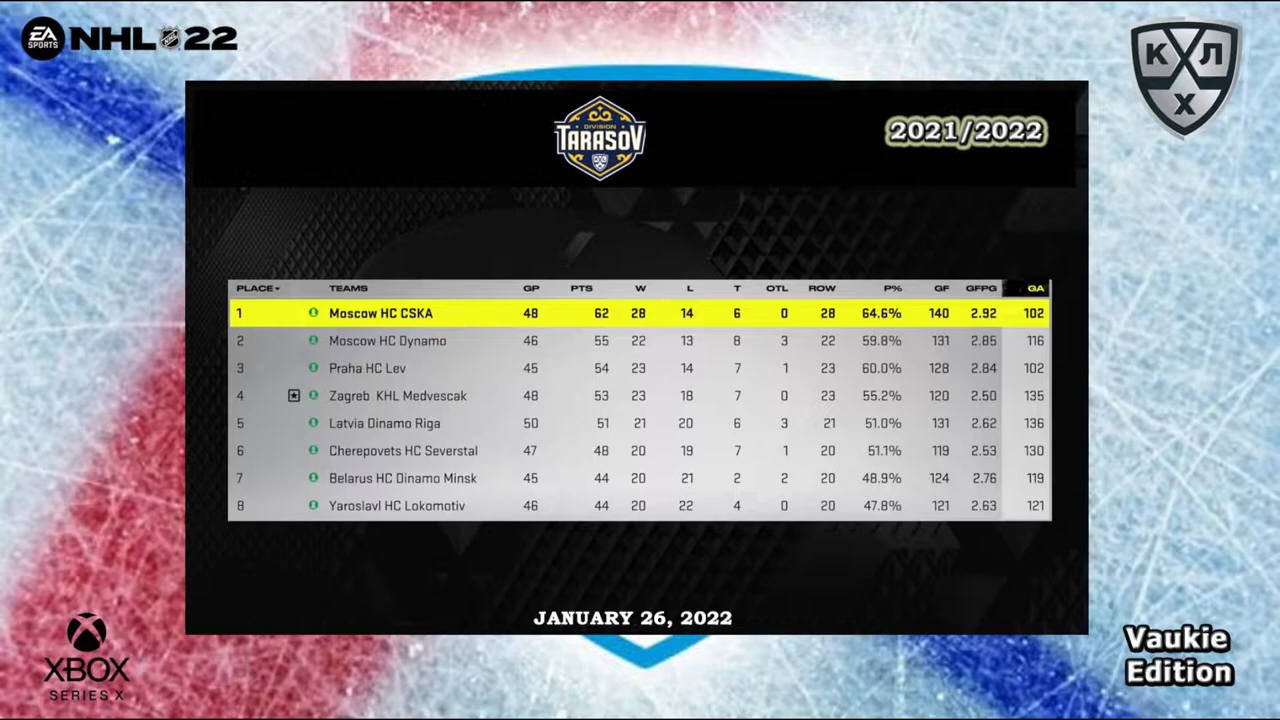 EA SPORTS NHL 22
КХЛ
DIVISION
TARASOV
2021/2022
PLACE TEAMS GP PTS W L T OTL ROW P% GF GFPG GA
1 Moscow HC CSKA 48 62 28 14 6 0 28 64.6% 140 2.92 102
2 Moscow HC Dynamo 46 55 22 13 8 3 22 59.8% 131 2.85 116
3 Praha HC Lev 45 54 23 14 7 1 23 60.0% 128 2.84 102
4 Zagreb KHL Medvescak 48 53 23 18 7 0 23 55.2% 120 2.50 135
5 Latvia Dinamo Riga 50 51 21 20 6 3 21 51.0% 131 2.62 136
6 Cherepovets HC Severstal 47 48 20 19 7 1 20 51.1% 119 2.53 130
7 Belarus HC Dinamo Minsk 45 44 20 21 2 2 20 48.9% 124 2.76 119
8 Yaroslavl HC Lokomotiv 46 44 20 22 4 0 20 47.8% 121 2.63 121
JANUARY 26, 2022
XBOX
SERIES X
Vaukie
Edition